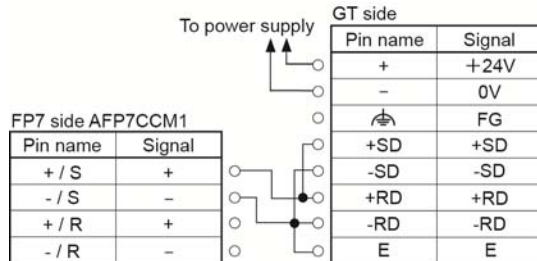 GT side
To power supply
Pin name Signal
+ +24V
− 0V
FG
FP7 side AFP7CCM1
+SD +SD
Pin name Signal
-SD -SD
+ / S +
+RD +RD
- / S −
-RD -RD
+ / R +
E E
- / R −